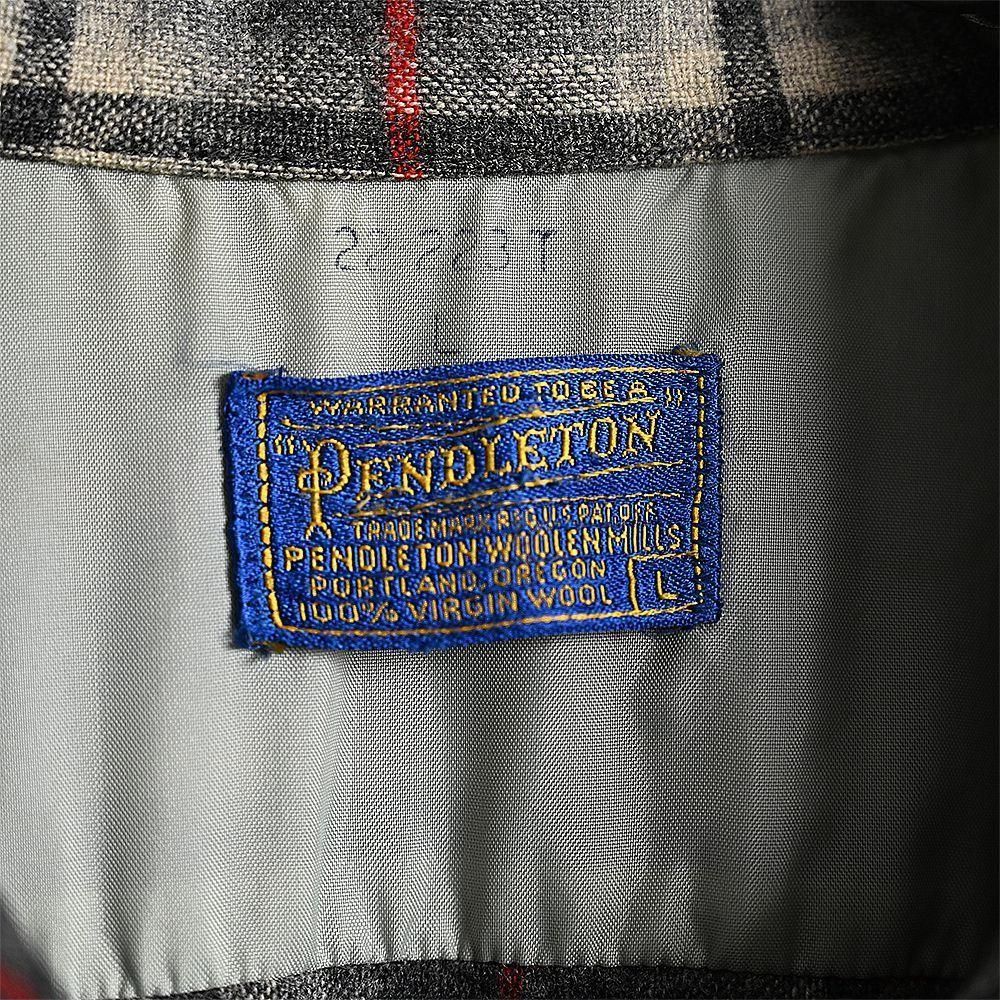 L
WARRANTED TO BE A"
"PENDLETON
TRADE MARK REG U.S. PAT. OFF.
PENDLETON WOOLEN MILLS
PORTLAND, OREGON
100% VIRGIN WOOL L